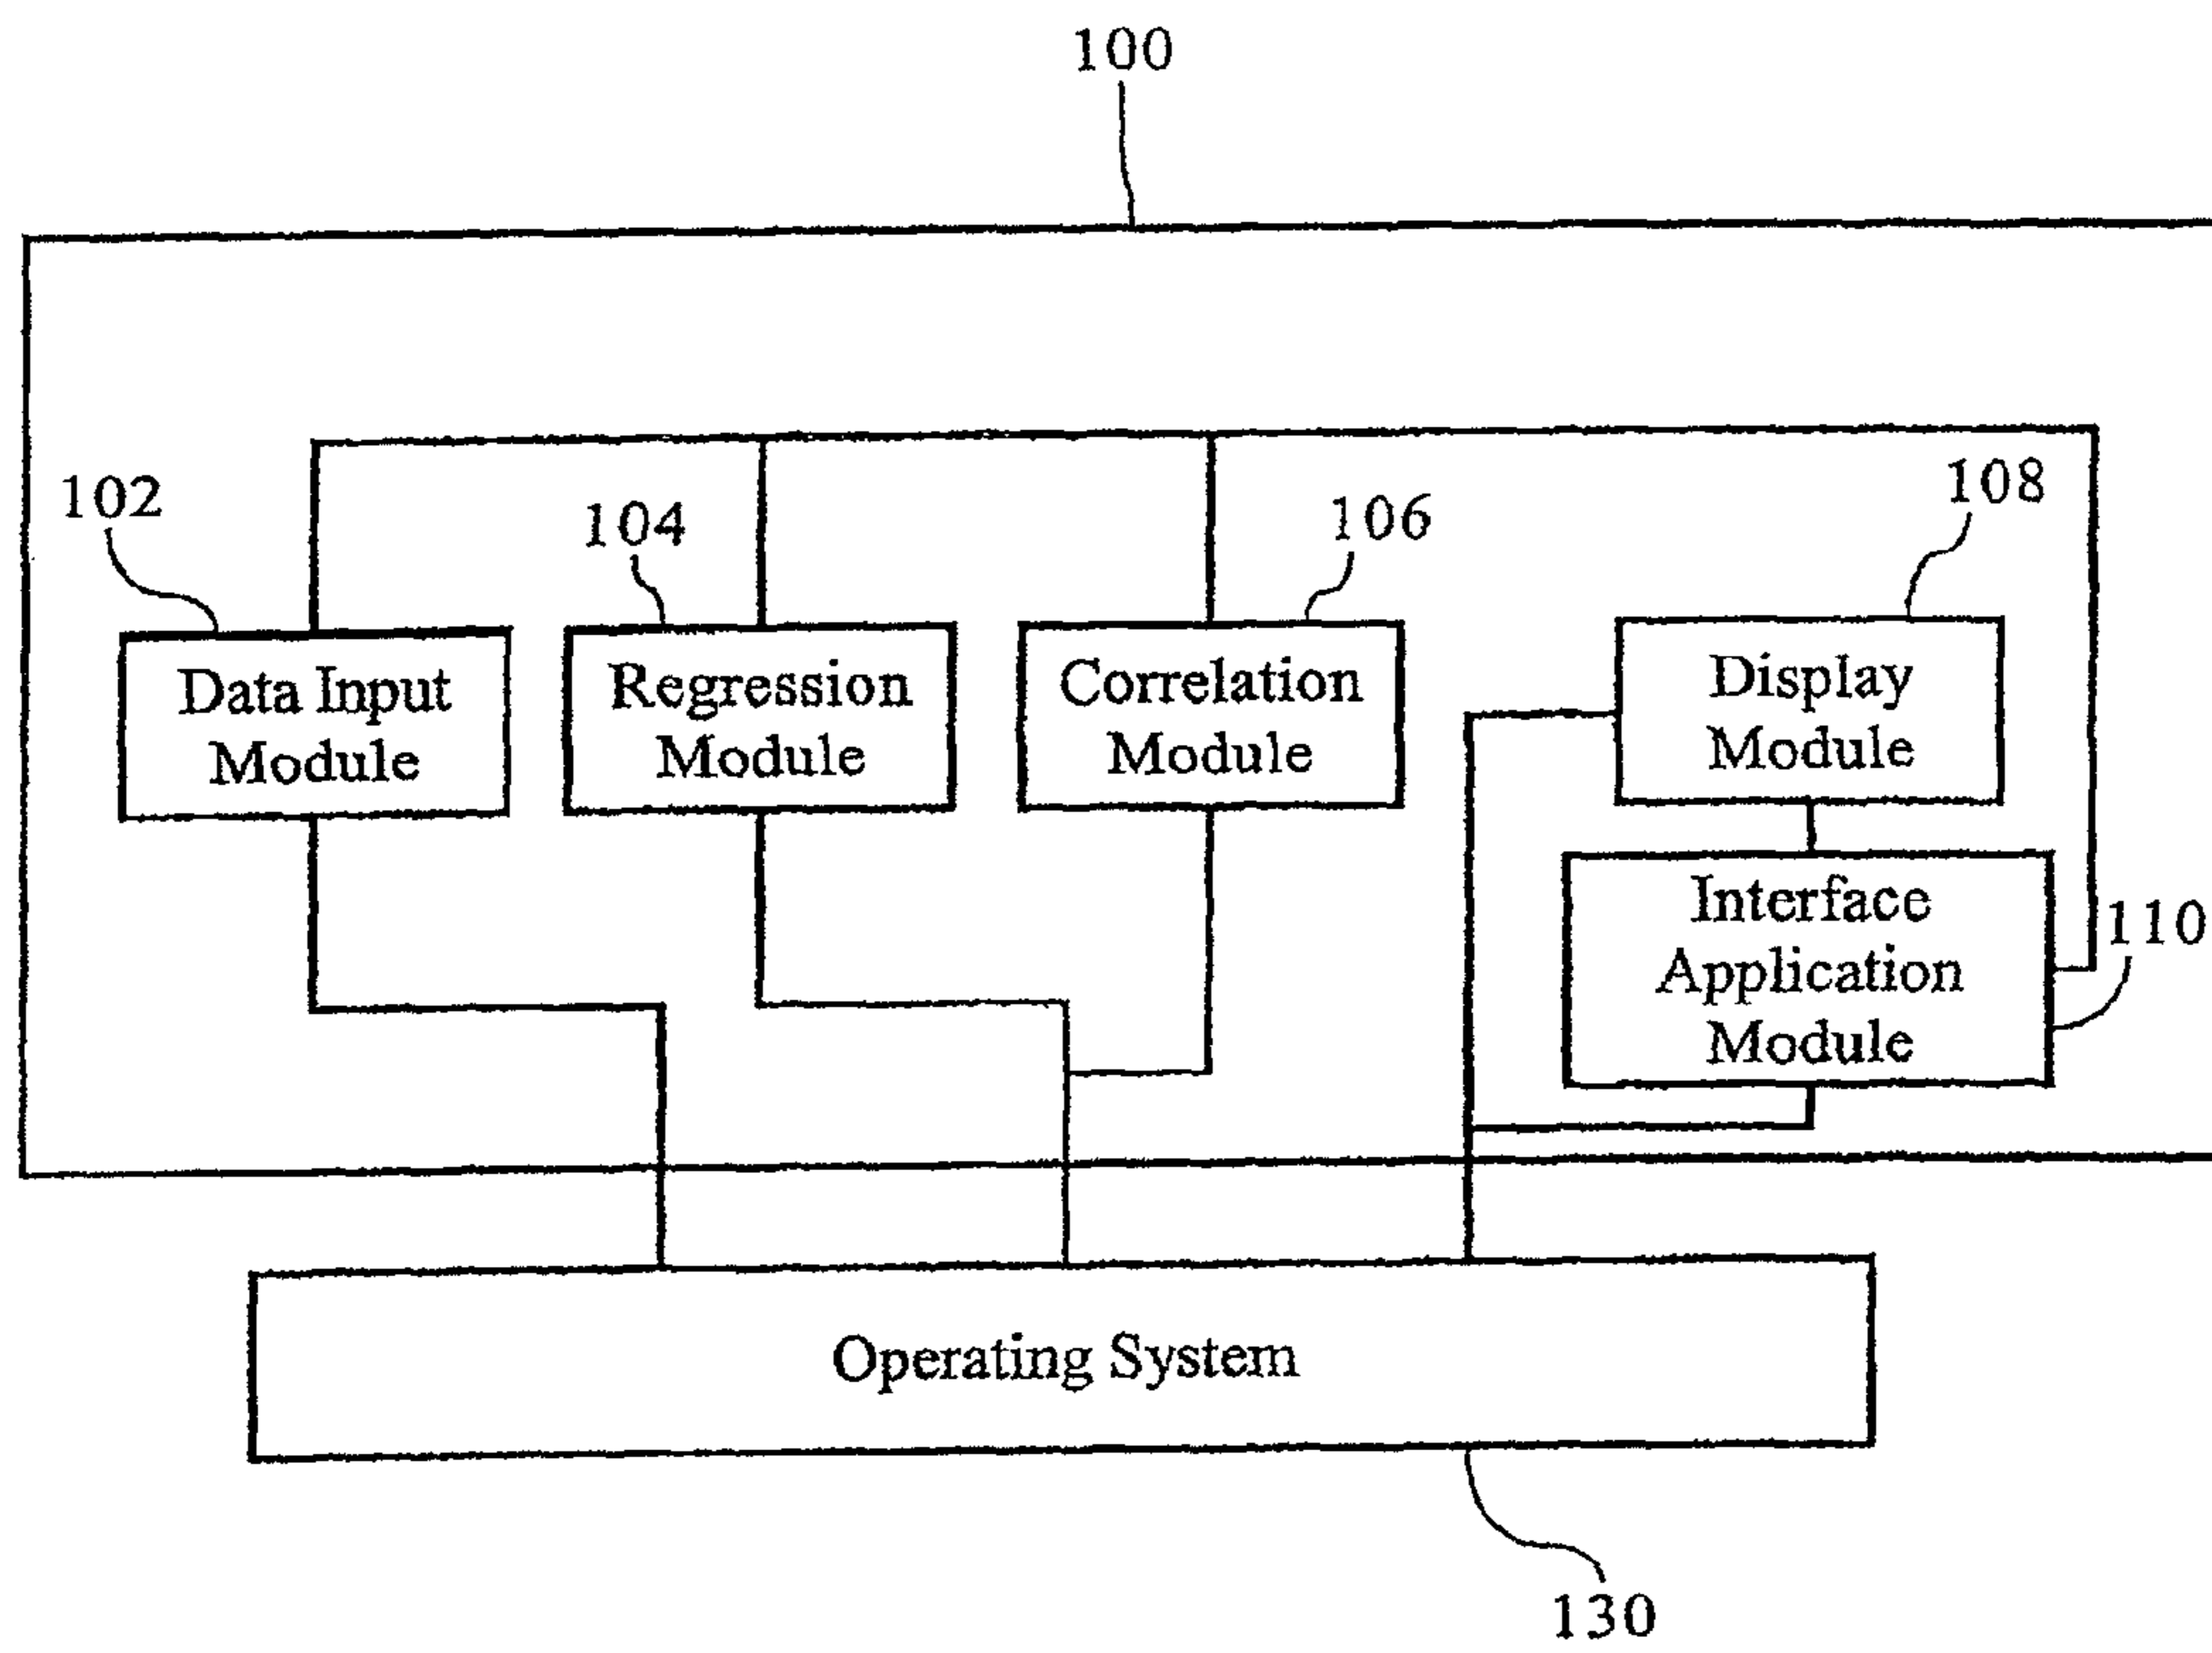 100
102
104
106
108
Data Input
Module
Regression
Module
Correlation
Module
Display
Module
Interface
Application
Module
110
Operating System
130